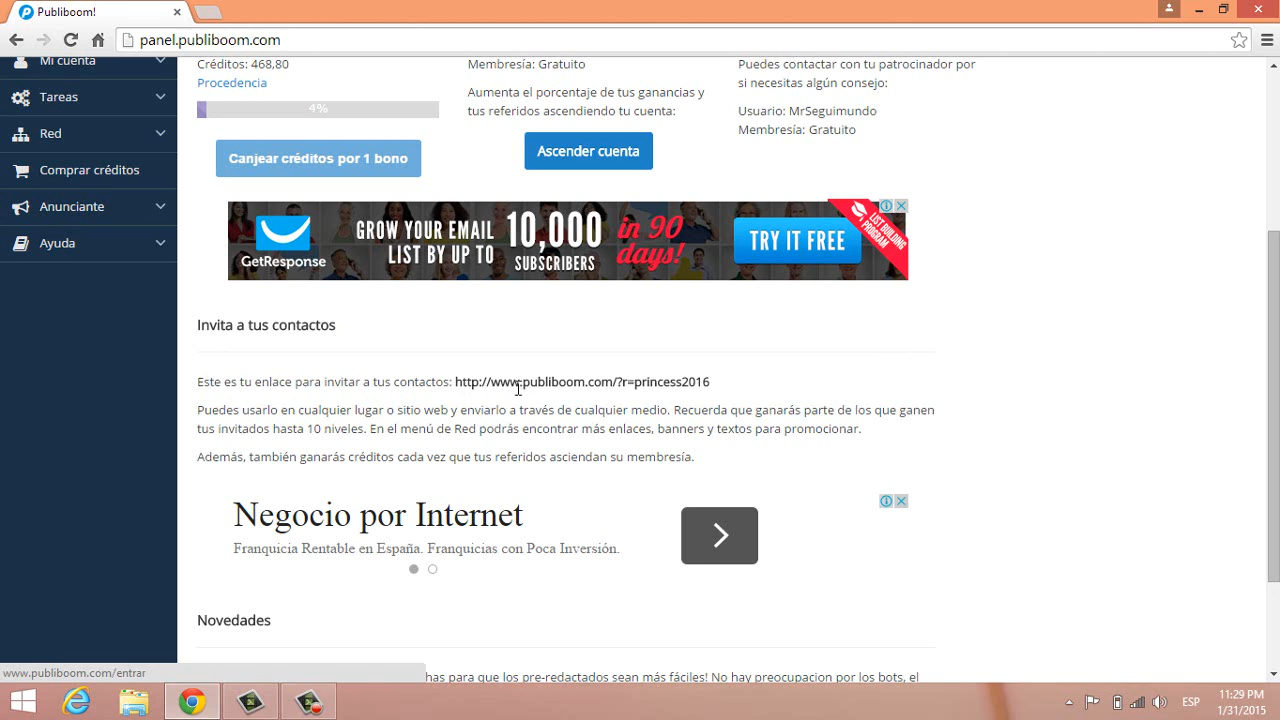 Publiboom!
panel.publiboom.com
Mi cuenta
Tareas
Red
Comprar créditos
Anunciante
Ayuda
Créditos: 468,80
Procedencia
4%
Canjear créditos por 1 bono
Membresía: Gratuito
Aumenta el porcentaje de tus ganancias y
tus referidos ascendiendo tu cuenta:
Ascender cuenta
Puedes contactar con tu patrocinador por
si necesitas algún consejo:
Usuario: MrSeguimundo
Membresía: Gratuito
GetResponse
GROW YOUR EMAIL
LIST BY UP TO
10,000
SUBSCRIBERS
in 90
days!
TRY IT FREE
LIST BUILDING
PROGRAM
Invita a tus contactos
Este es tu enlace para invitar a tus contactos: http://www.publiboom.com/?r=princess2016
Puedes usarlo en cualquier lugar o sitio web y enviarlo a través de cualquier medio. Recuerda que ganarás parte de los que ganen
tus invitados hasta 10 niveles. En el menú de Red podrás encontrar más enlaces, banners y textos para promocionar.
Además, también ganarás créditos cada vez que tus referidos asciendan su membresía.
Negocio por Internet
Franquicia Rentable en España. Franquicias con Poca Inversión.
Novedades
has para que los pre-redactados sean más fáciles! No hay preocupacion por los bots, el
www.publiboom.com/entrar
ESP
11:29 PM
1/31/2015